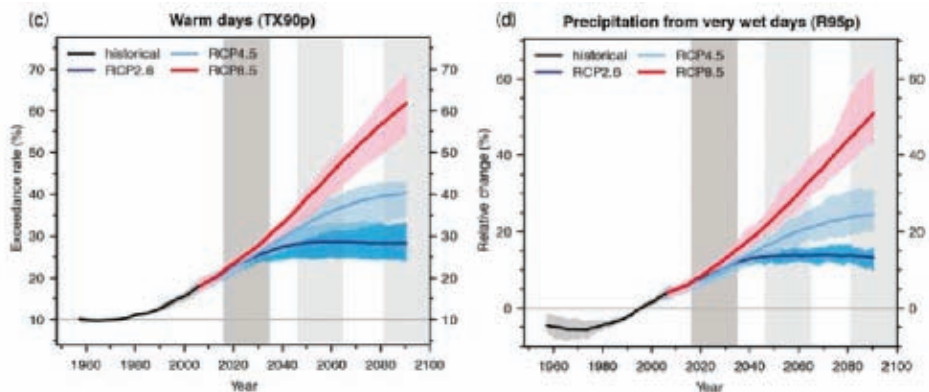 (c)
Warm days (TX90p)
historical
RCP4.5
RCP2.6
RCP8.5
Exceedance rate (%)
70
60
50
40
30
20
10
70
60
50
40
30
20
10
1960
1980
2000
2020
2040
2060
2080
2100
Year
(d)
Precipitation from very wet days (R95p)
historical
RCP4.5
RCP2.6
RCP8.5
Relative change (%)
60
40
20
0
60
40
20
0
1960
1980
2000
2020
2040
2060
2080
2100
Year